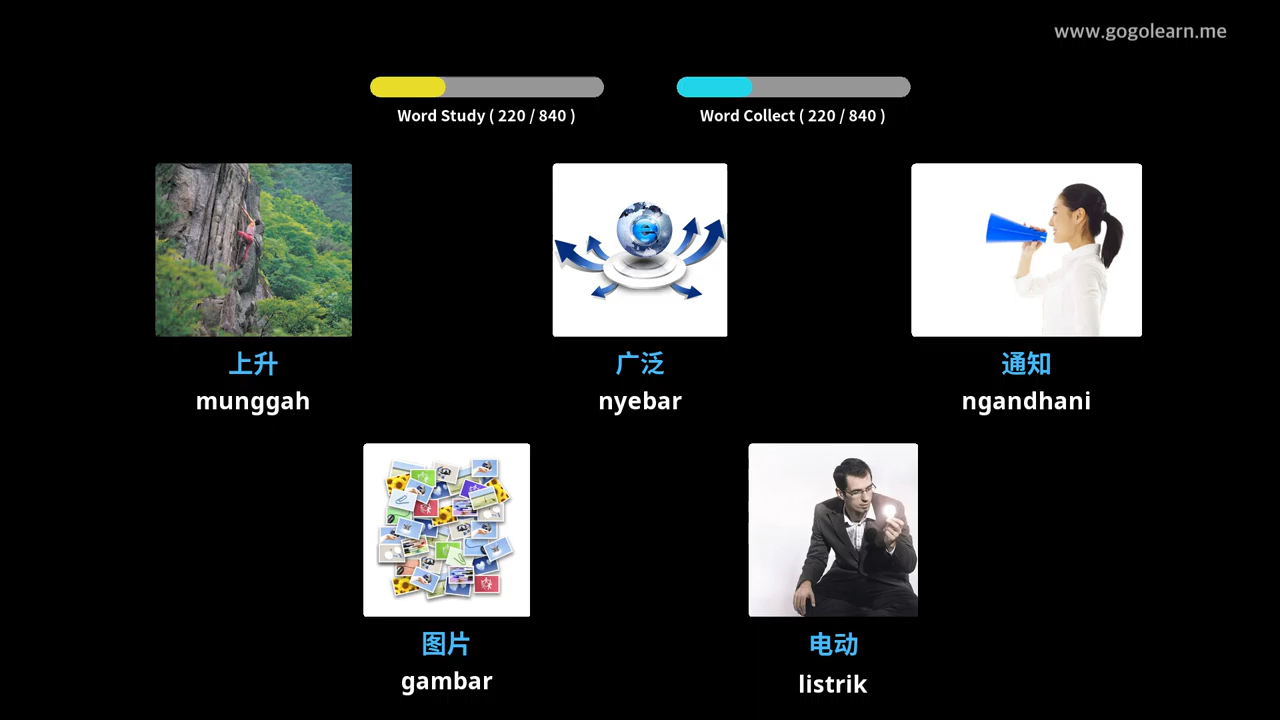 www.gogolearn.me
Word Study ( 220 / 840 )
Word Collect ( 220 / 840 )
上升
munggah
广泛
nyebar
通知
ngandhani
图片
gambar
电动
listrik